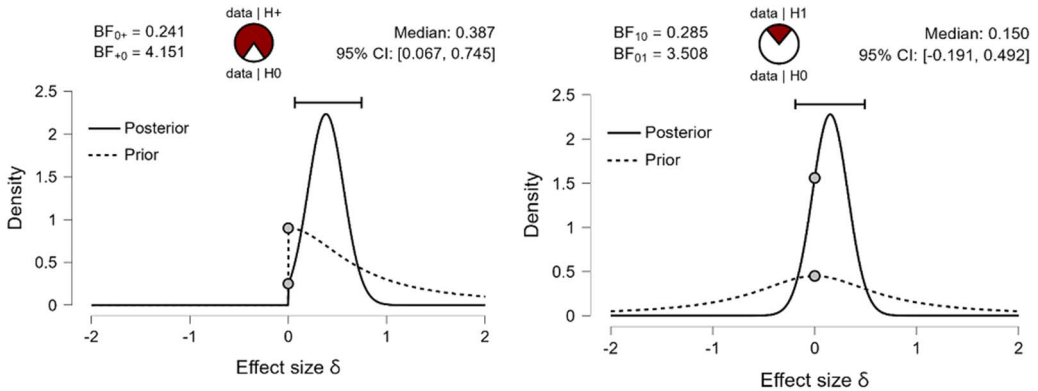 data | H+
BF0+ = 0.241
BF+0 = 4.151
Median: 0.387
95% CI: [0.067, 0.745]
data | H0
2.5
2
1.5
1
0.5
0
Density
Posterior
Prior
-2 -1 0 1 2
Effect size δ
data | H1
BF10 = 0.285
BF01 = 3.508
Median: 0.150
95% CI: [-0.191, 0.492]
data | H0
2.5
2
1.5
1
0.5
0
Density
Posterior
Prior
-2 -1 0 1 2
Effect size δ